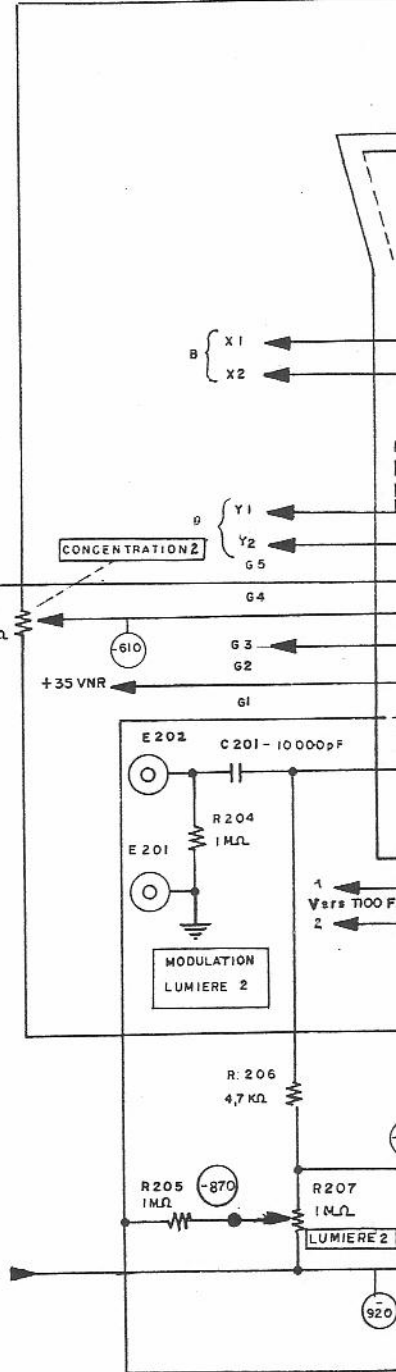 B { X1
X2
Y1
Y2
CONCENTRATION 2
G5
G4
-610
G3
G2
+35 VNR
G1
E202
C201-10000pF
R204
1MΩ
E201
1
Vers T100 F
2
MODULATION
LUMIERE 2
R.206
4,7 KΩ
R205
1MΩ
-870
R207
1MΩ
LUMIERE 2
-920